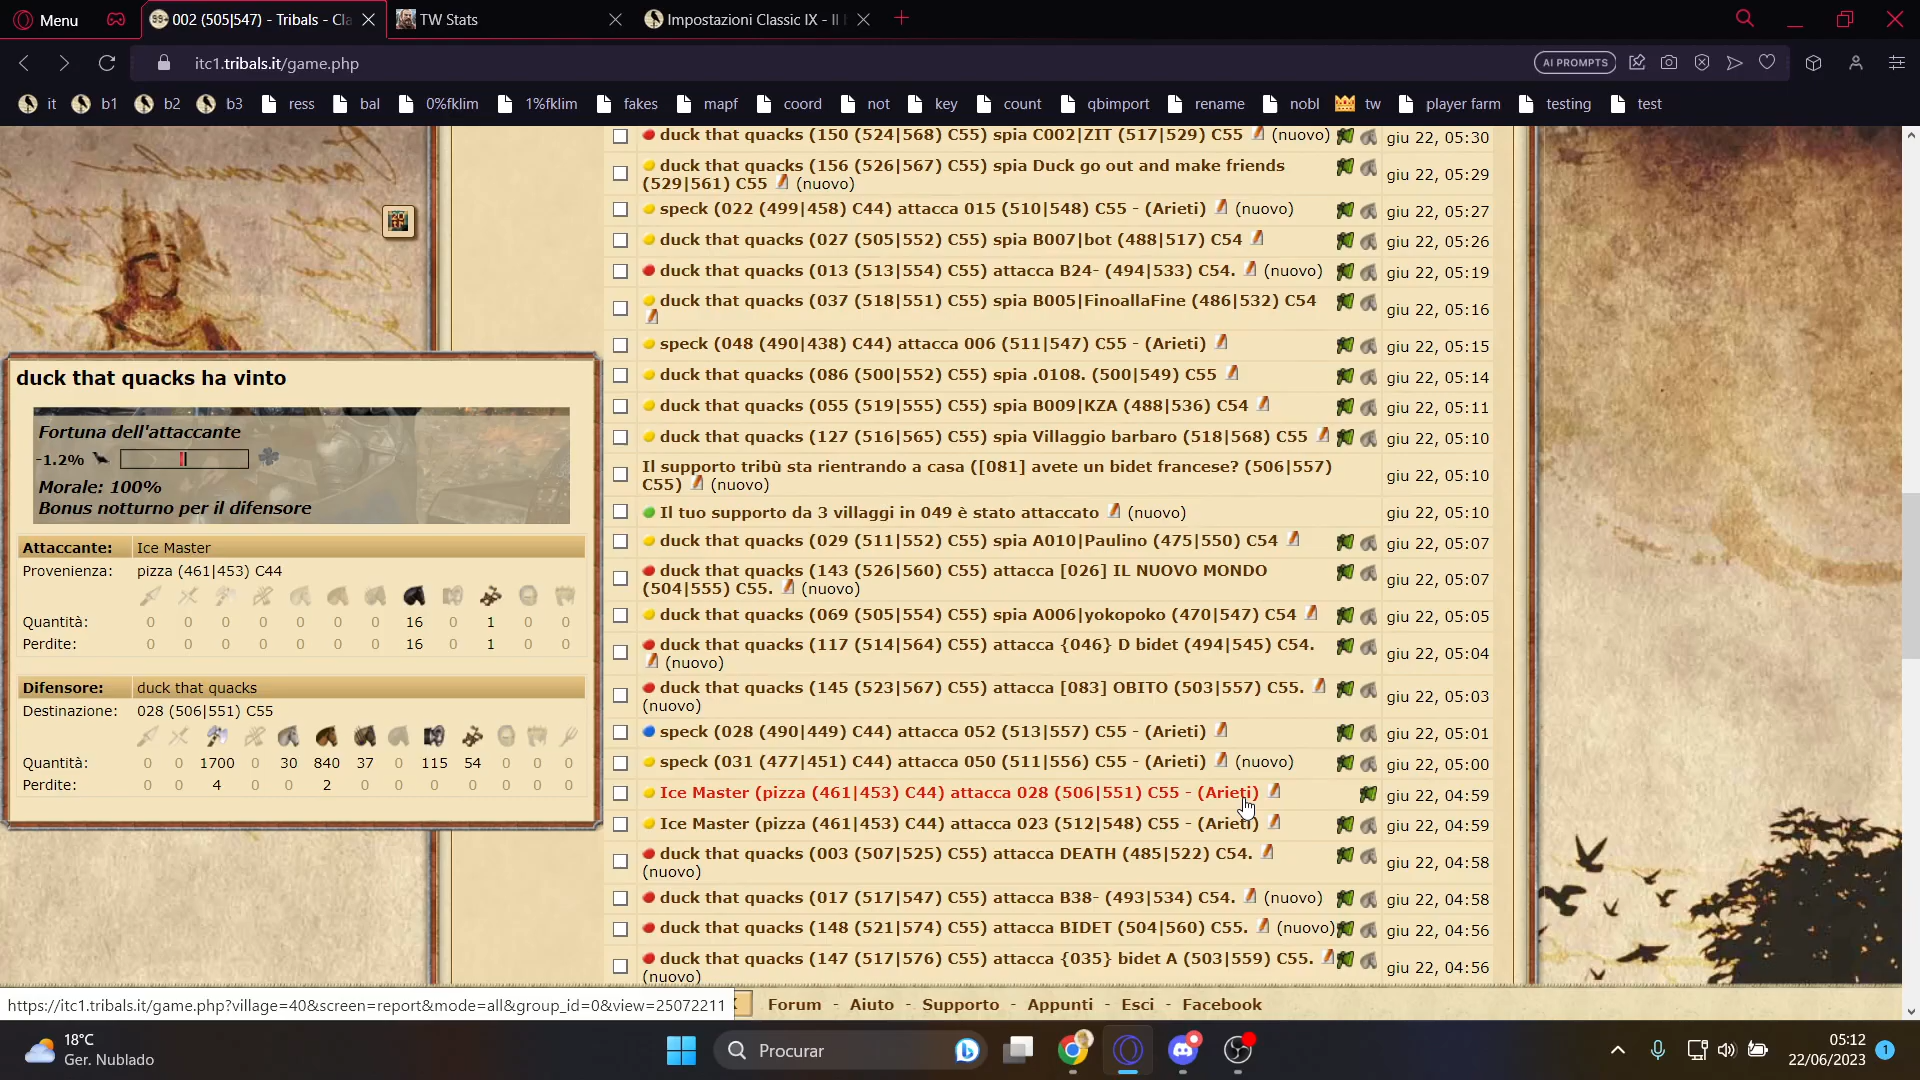 Menu
99+ 002 (505|547) - Tribals - Cla
TW Stats
Impostazioni Classic IX - Il
itc1.tribals.it/game.php
AI PROMPTS
it b1 b2 b3 ress bal 0%fklim 1%fklim fakes mapf coord not key count qbimport rename nobl tw player farm testing test
duck that quacks (150 (524|568) C55) spia C002|ZIT (517|529) C55 (nuovo) giu 22, 05:30
duck that quacks (156 (526|567) C55) spia Duck go out and make friends
(529|561) C55 (nuovo) giu 22, 05:29
speck (022 (499|458) C44) attacca 015 (510|548) C55 - (Arieti) (nuovo) giu 22, 05:27
duck that quacks (027 (505|552) C55) spia B007|bot (488|517) C54 giu 22, 05:26
duck that quacks (013 (513|554) C55) attacca B24- (494|533) C54. (nuovo) giu 22, 05:19
duck that quacks (037 (518|551) C55) spia B005|FinoallaFine (486|532) C54 giu 22, 05:16
speck (048 (490|438) C44) attacca 006 (511|547) C55 - (Arieti) giu 22, 05:15
duck that quacks (086 (500|552) C55) spia .0108. (500|549) C55 giu 22, 05:14
duck that quacks (055 (519|555) C55) spia B009|KZA (488|536) C54 giu 22, 05:11
duck that quacks (127 (516|565) C55) spia Villaggio barbaro (518|568) C55 giu 22, 05:10
Il supporto tribù sta rientrando a casa ([081] avete un bidet francese? (506|557)
C55) (nuovo) giu 22, 05:10
Il tuo supporto da 3 villaggi in 049 è stato attaccato (nuovo) giu 22, 05:10
duck that quacks (029 (511|552) C55) spia A010|Paulino (475|550) C54 giu 22, 05:07
duck that quacks (143 (526|560) C55) attacca [026] IL NUOVO MONDO
(504|555) C55. (nuovo) giu 22, 05:07
duck that quacks (069 (505|554) C55) spia A006|yokopoko (470|547) C54 giu 22, 05:05
duck that quacks (117 (514|564) C55) attacca {046} D bidet (494|545) C54.
(nuovo) giu 22, 05:04
duck that quacks (145 (523|567) C55) attacca [083] OBITO (503|557) C55.
(nuovo) giu 22, 05:03
speck (028 (490|449) C44) attacca 052 (513|557) C55 - (Arieti) giu 22, 05:01
speck (031 (477|451) C44) attacca 050 (511|556) C55 - (Arieti) (nuovo) giu 22, 05:00
Ice Master (pizza (461|453) C44) attacca 028 (506|551) C55 - (Arieti) giu 22, 04:59
Ice Master (pizza (461|453) C44) attacca 023 (512|548) C55 - (Arieti) giu 22, 04:59
duck that quacks (003 (507|525) C55) attacca DEATH (485|522) C54.
(nuovo) giu 22, 04:58
duck that quacks (017 (517|547) C55) attacca B38- (493|534) C54. (nuovo) giu 22, 04:58
duck that quacks (148 (521|574) C55) attacca BIDET (504|560) C55. (nuovo) giu 22, 04:56
duck that quacks (147 (517|576) C55) attacca {035} bidet A (503|559) C55.
(nuovo) giu 22, 04:56
duck that quacks ha vinto
Fortuna dell'attaccante
-1.2%
Morale: 100%
Bonus notturno per il difensore
Attaccante: Ice Master
Provenienza: pizza (461|453) C44
Quantità: 0 0 0 0 0 0 0 16 0 1 0 0
Perdite: 0 0 0 0 0 0 0 16 0 1 0 0
Difensore: duck that quacks
Destinazione: 028 (506|551) C55
Quantità: 0 0 1700 0 30 840 37 0 115 54 0 0 0
Perdite: 0 0 4 0 0 2 0 0 0 0 0 0 0
https://itc1.tribals.it/game.php?village=40&screen=report&mode=all&group_id=0&view=25072211
Forum - Aiuto - Supporto - Appunti - Esci - Facebook
18°C
Ger. Nublado
Procurar
05:12
22/06/2023
1